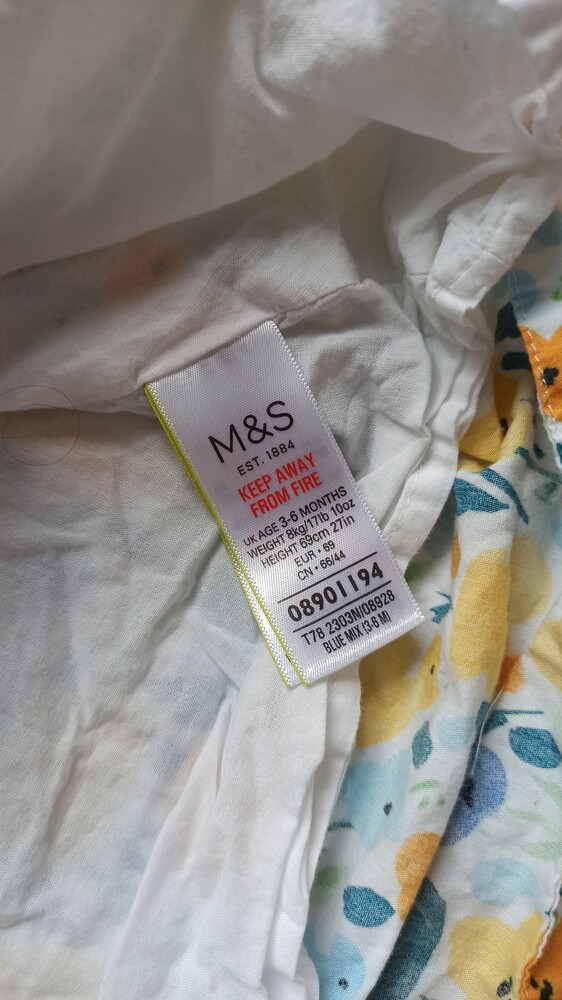 M&S
EST. 1884
KEEP AWAY
FROM FIRE
UK AGE 3-6 MONTHS
WEIGHT 8kg/17lb 10oz
HEIGHT 69cm 27in
EUR • 69
CN • 66/44
08901194
T78 2303N/08928
BLUE MIX (3-6 M)